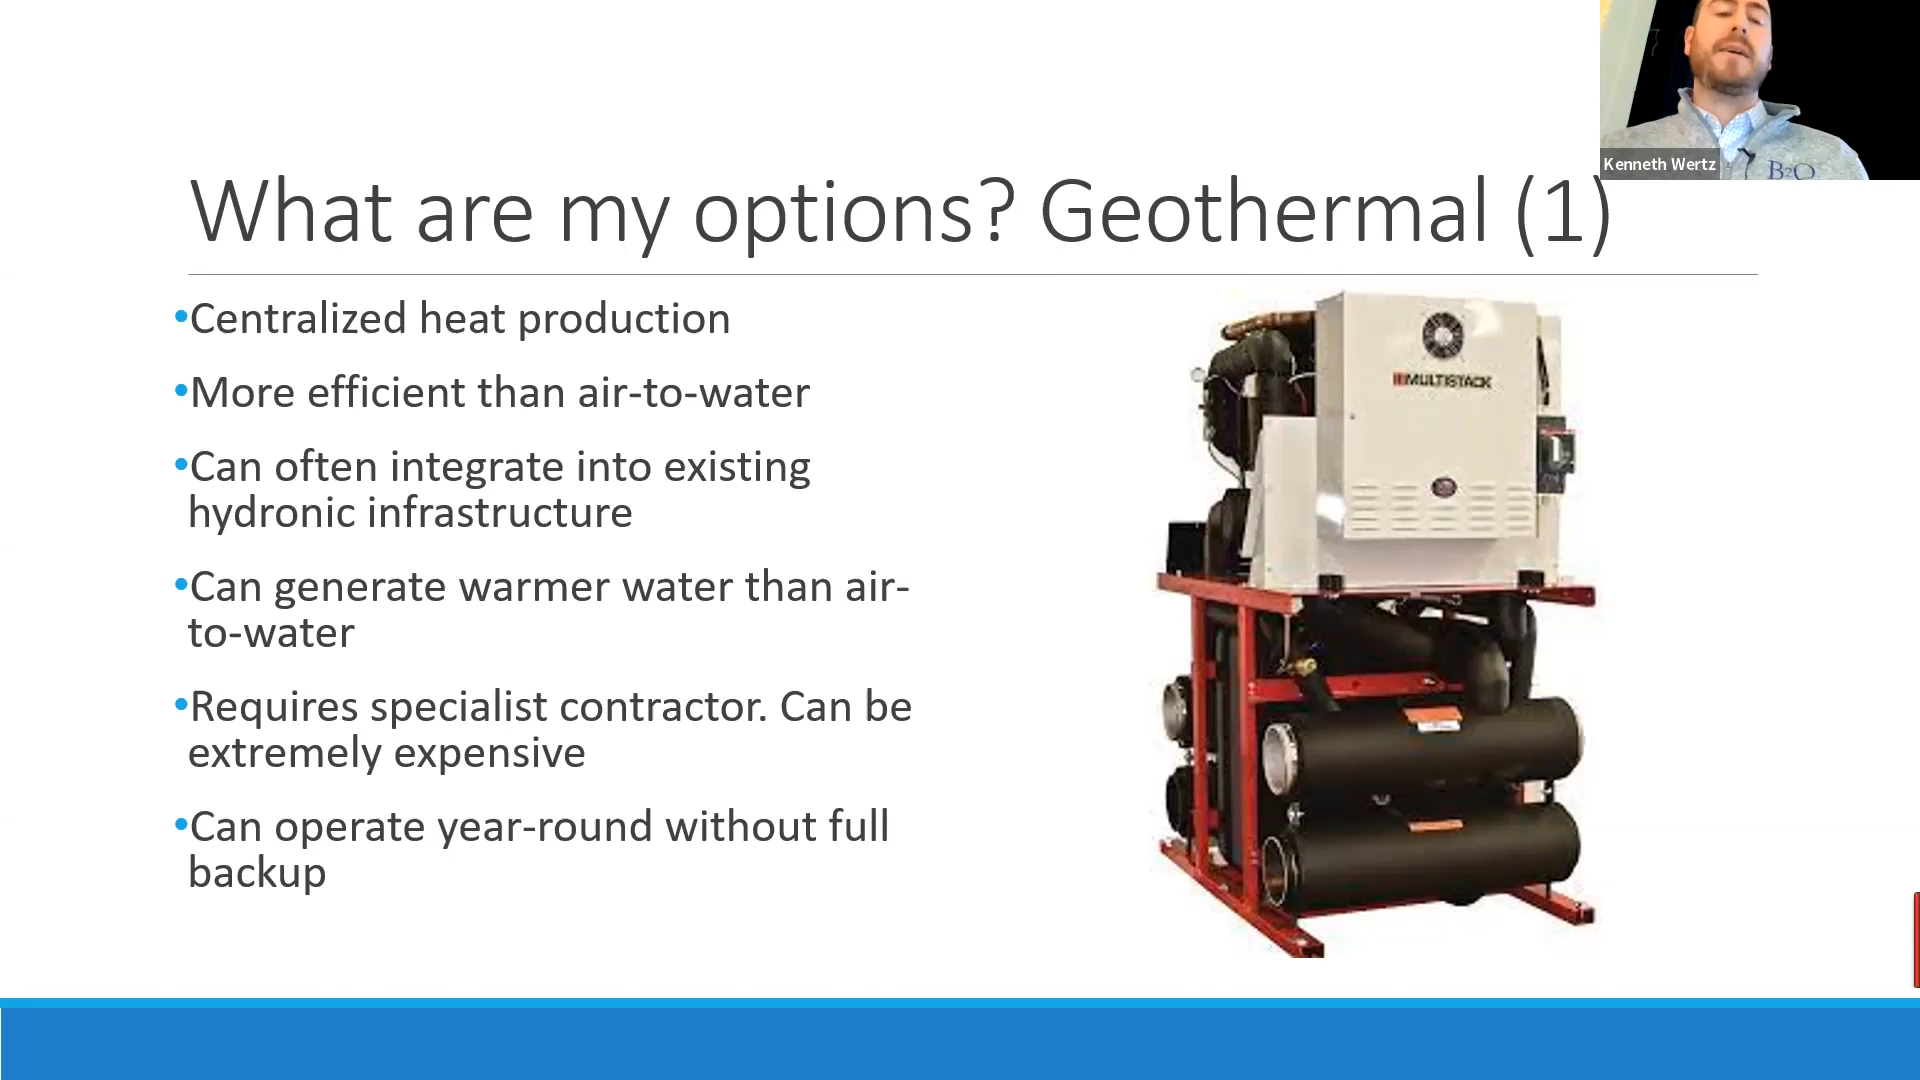 Kenneth Wertz
B2Q
What are my options? Geothermal (1)
•Centralized heat production
•More efficient than air-to-water
•Can often integrate into existing
hydronic infrastructure
•Can generate warmer water than air-
to-water
•Requires specialist contractor. Can be
extremely expensive
•Can operate year-round without full
backup
MULTISTACK